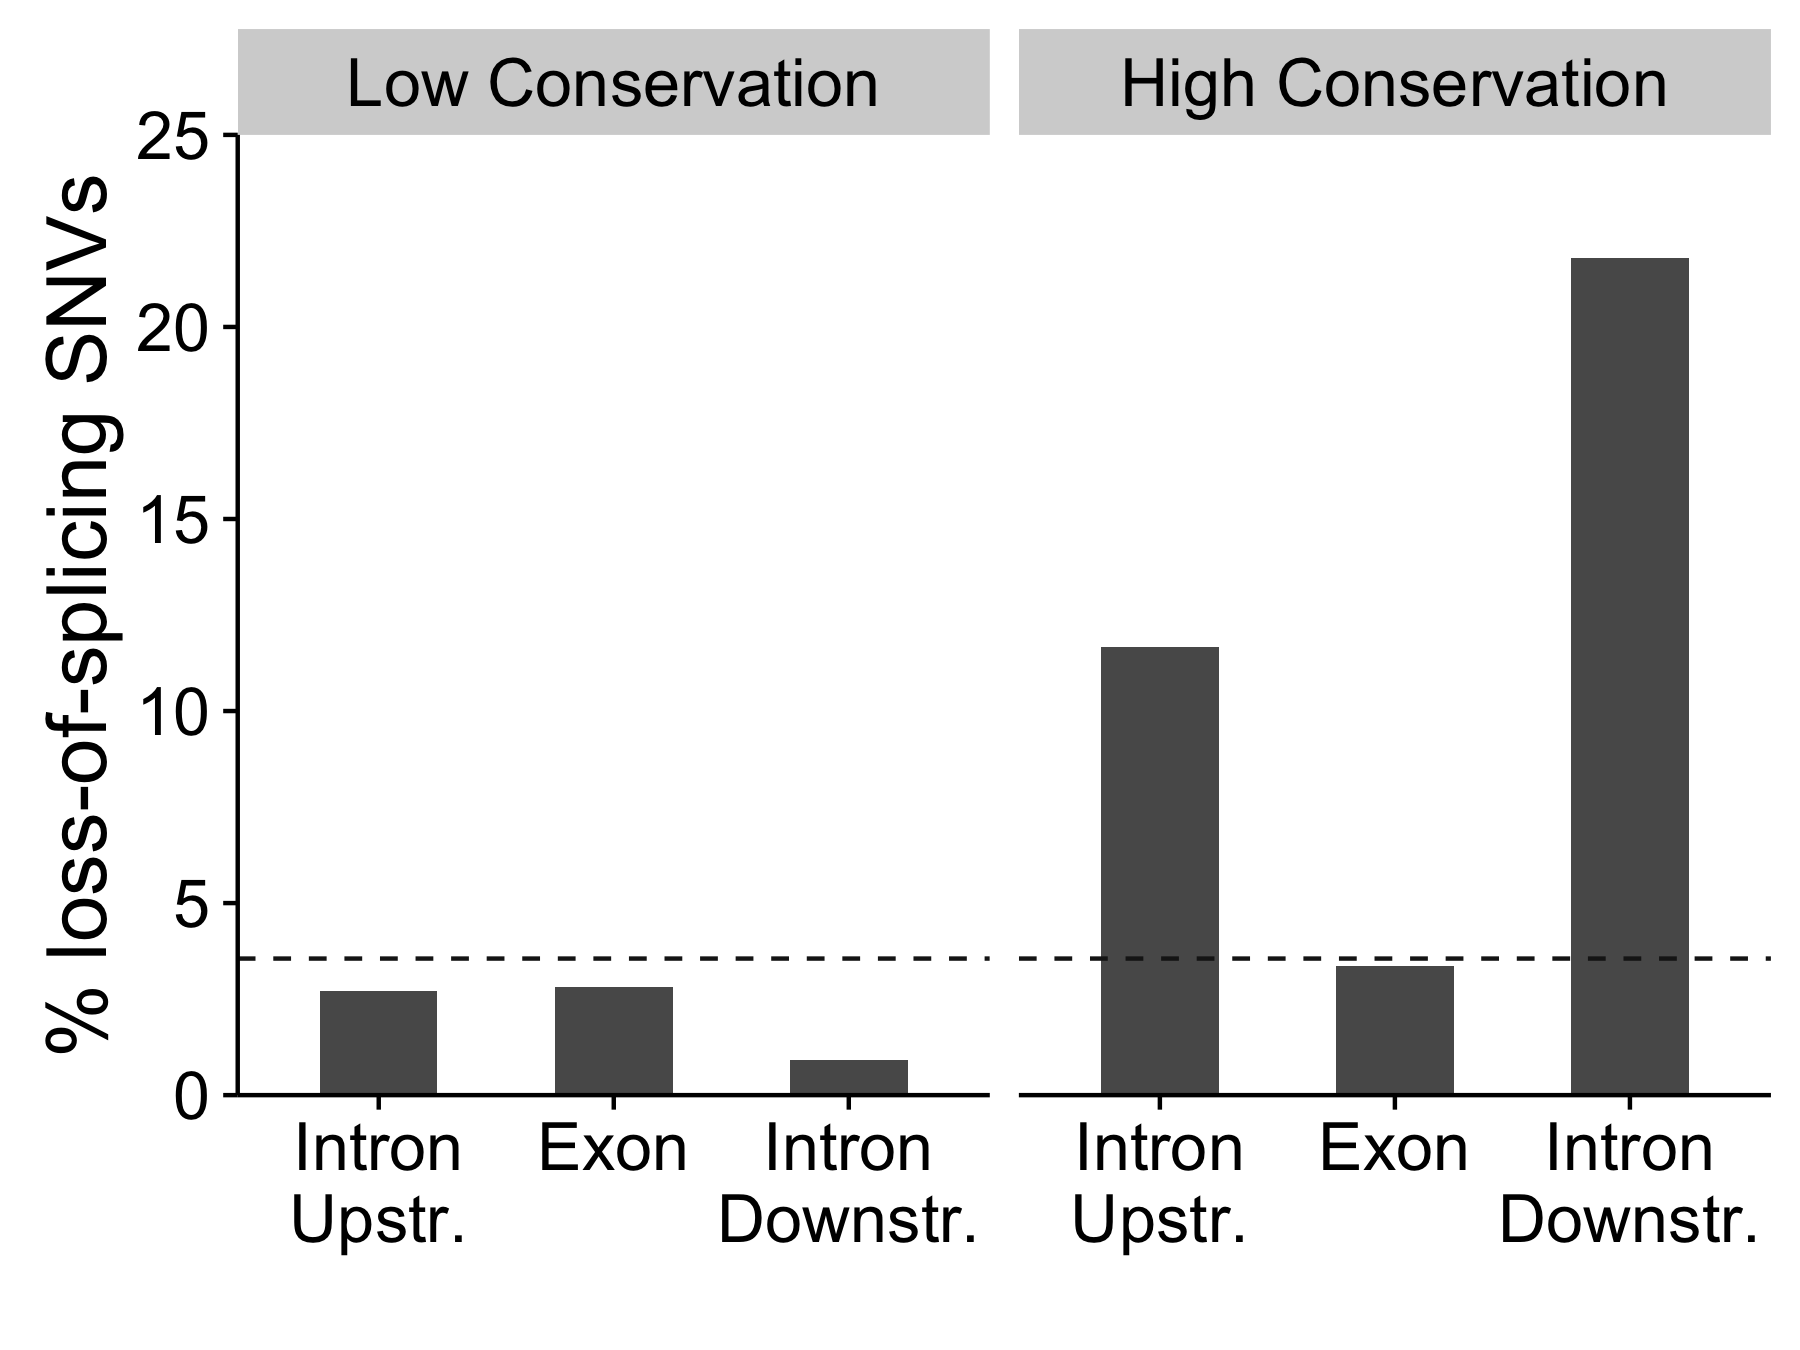 Low Conservation
High Conservation
% loss-of-splicing SNVs
25
20
15
10
5
0
Intron
Upstr.
Exon
Intron
Downstr.
Intron
Upstr.
Exon
Intron
Downstr.